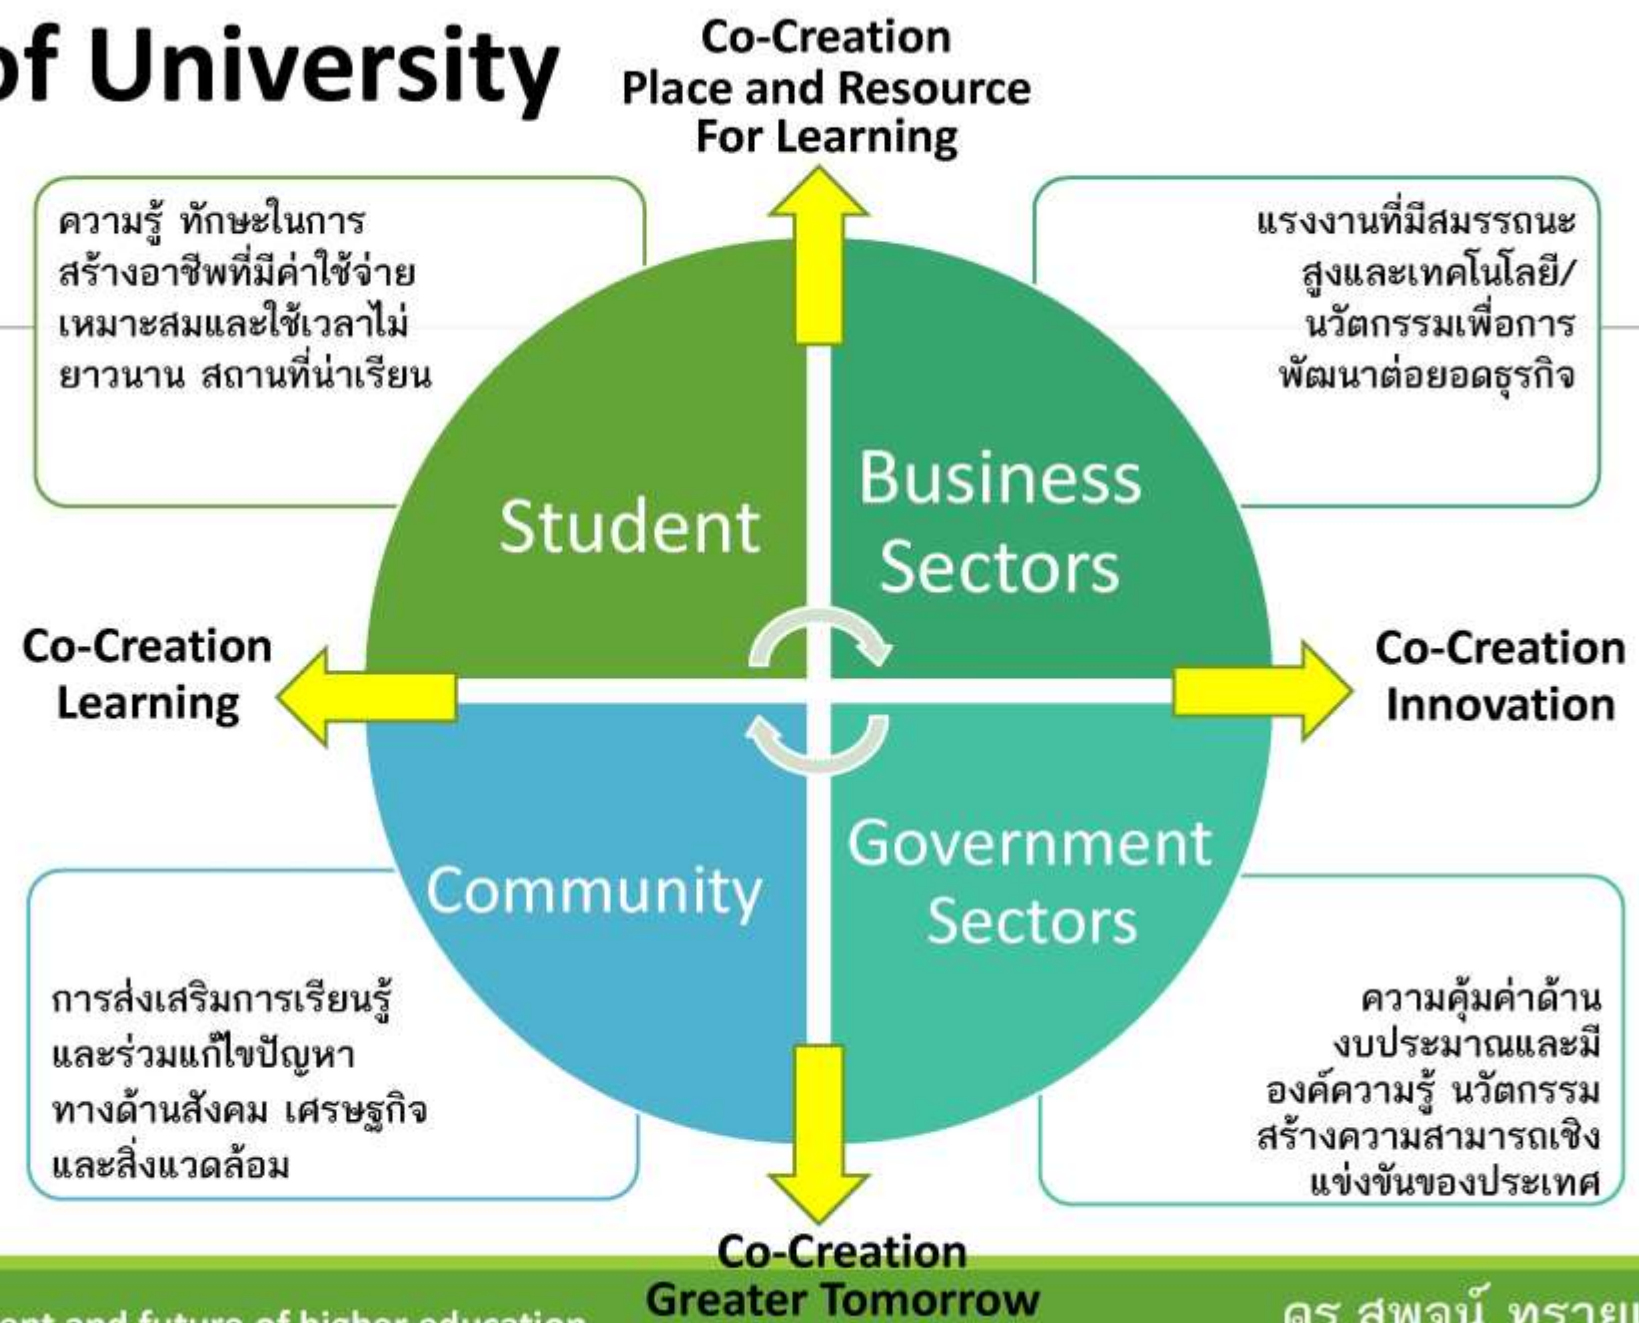 of University
Co-Creation
Place and Resource
For Learning
ความรู้ ทักษะในการ
สร้างอาชีพที่มีค่าใช้จ่าย
เหมาะสมและใช้เวลาไม่
ยาวนาน สถานที่น่าเรียน
แรงงานที่มีสมรรถนะ
สูงและเทคโนโลยี/
นวัตกรรมเพื่อการ
พัฒนาต่อยอดธุรกิจ
Student
Business
Sectors
Co-Creation
Learning
Co-Creation
Innovation
Community
Government
Sectors
การส่งเสริมการเรียนรู้
และร่วมแก้ไขปัญหา
ทางด้านสังคม เศรษฐกิจ
และสิ่งแวดล้อม
ความคุ้มค่าด้าน
งบประมาณและมี
องค์ความรู้ นวัตกรรม
สร้างความสามารถเชิง
แข่งขันของประเทศ
Co-Creation
Greater Tomorrow
and future of higher education
ดร สุพจน์